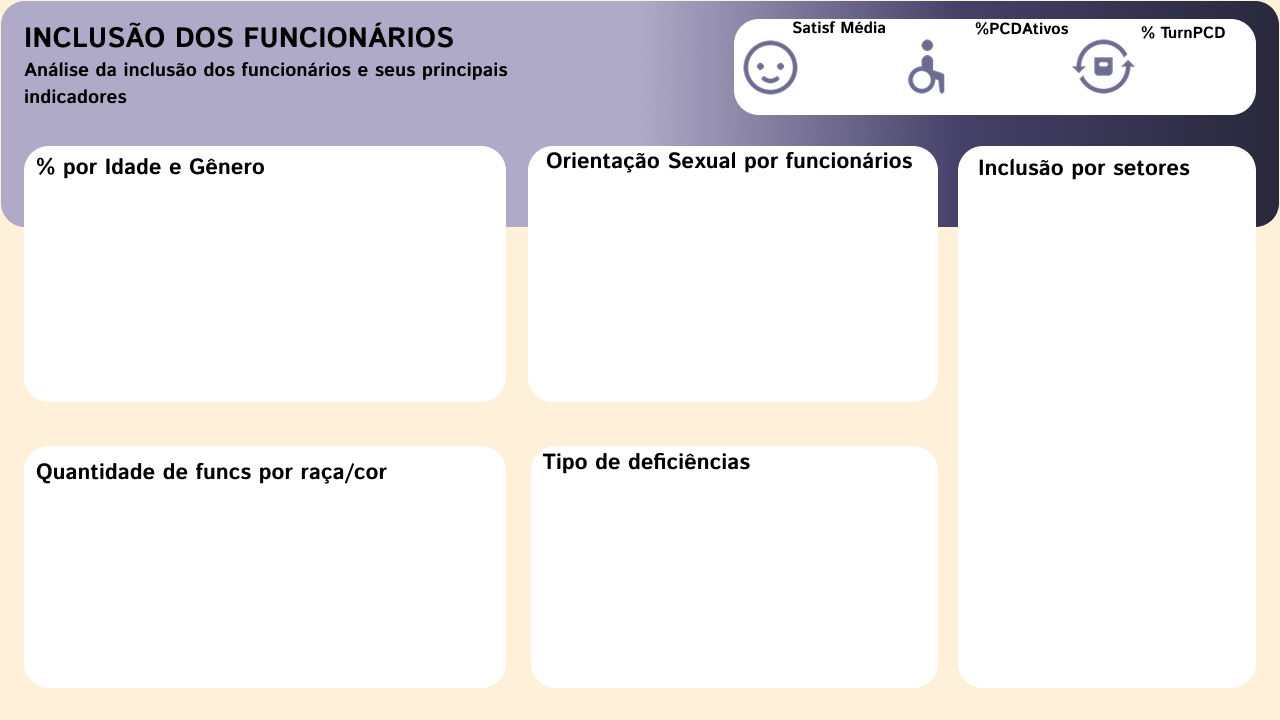 INCLUSÃO DOS FUNCIONÁRIOS
Análise da inclusão dos funcionários e seus principais
indicadores
Satisf Média
%PCDAtivos
% TurnPCD
% por Idade e Gênero
Orientação Sexual por funcionários
Inclusão por setores
Quantidade de funcs por raça/cor
Tipo de deficiências